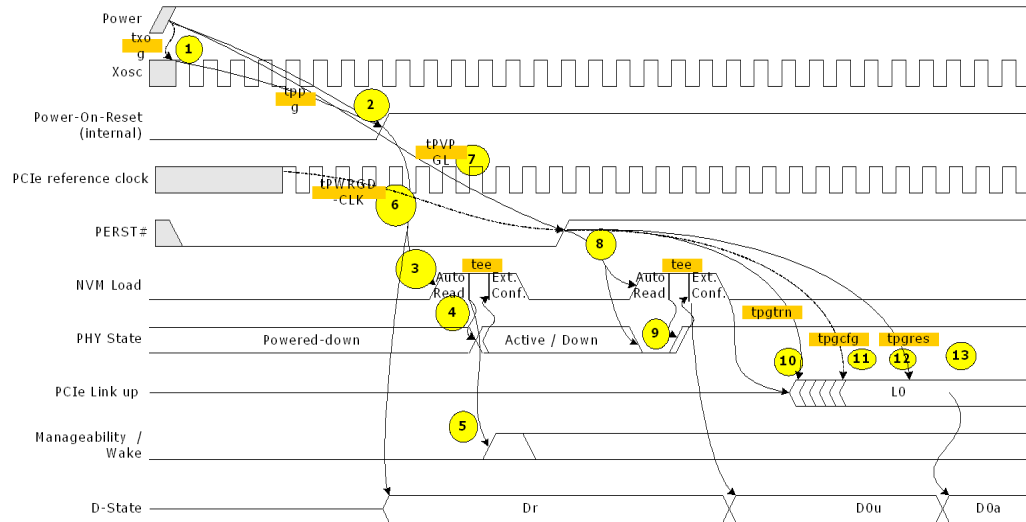 Power
txo
g
1
Xosc
tpp
g
2
Power-On-Reset
(internal)
tPVP
GL
7
PCIe reference clock
tPWRGD
-CLK
6
PERST#
8
3
tee
tee
NVM Load
Auto
Read
Ext.
Conf.
Auto
Read
Ext.
Conf.
4
tpgtrn
9
PHY State
Powered-down
Active / Down
tpgcfg
tpgres
10
11
12
13
PCIe Link up
L0
5
Manageability /
Wake
D-State
Dr
D0u
D0a